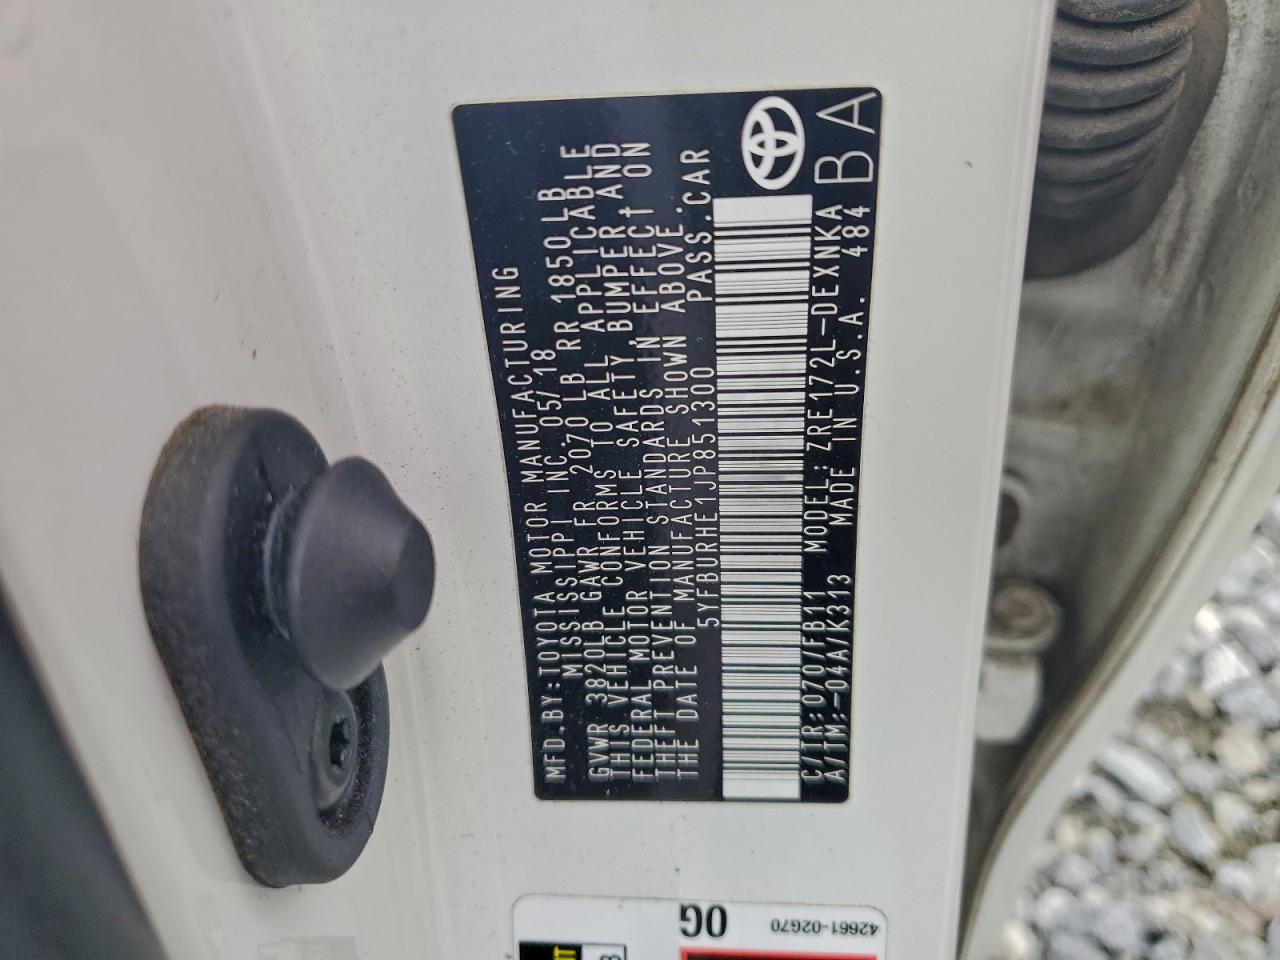 MFD.BY:TOYOTA MOTOR MANUFACTURING
MISSISSIPPI INC.05/18
GVWR 3820LB GAWR FR 2070 LB RR 1850 LB
THIS VEHICLE CONFORMS TO ALL APPLICABLE
FEDERAL MOTOR VEHICLE SAFETY, BUMPER AND
THEFT PREVENTION STANDARDS IN EFFECT ON
THE DATE OF MANUFACTURE SHOWN ABOVE.
5YFBURHE1JP851300 PASS.CAR
C/TR:070/FB11 MODEL:ZRE172L-DEXNKA
A/TM:-04A/K313 MADE IN U.S.A. 484
BA
0G
42661-02G70